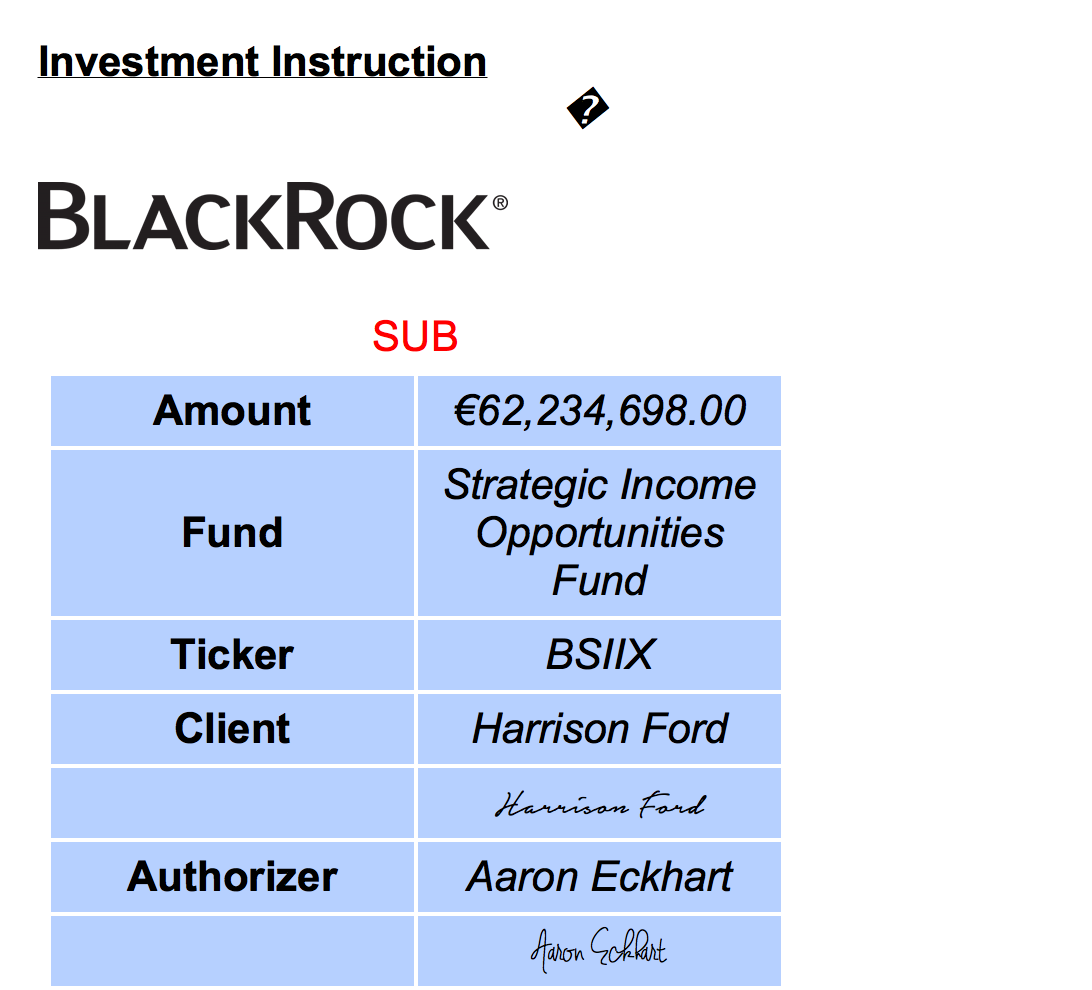 Investment Instruction
�
BLACKROCK®
SUB
Amount €62,234,698.00
Fund Strategic Income
Opportunities
Fund
Ticker BSIIX
Client Harrison Ford
Harrison Ford
Authorizer Aaron Eckhart
Aaron Eckhart